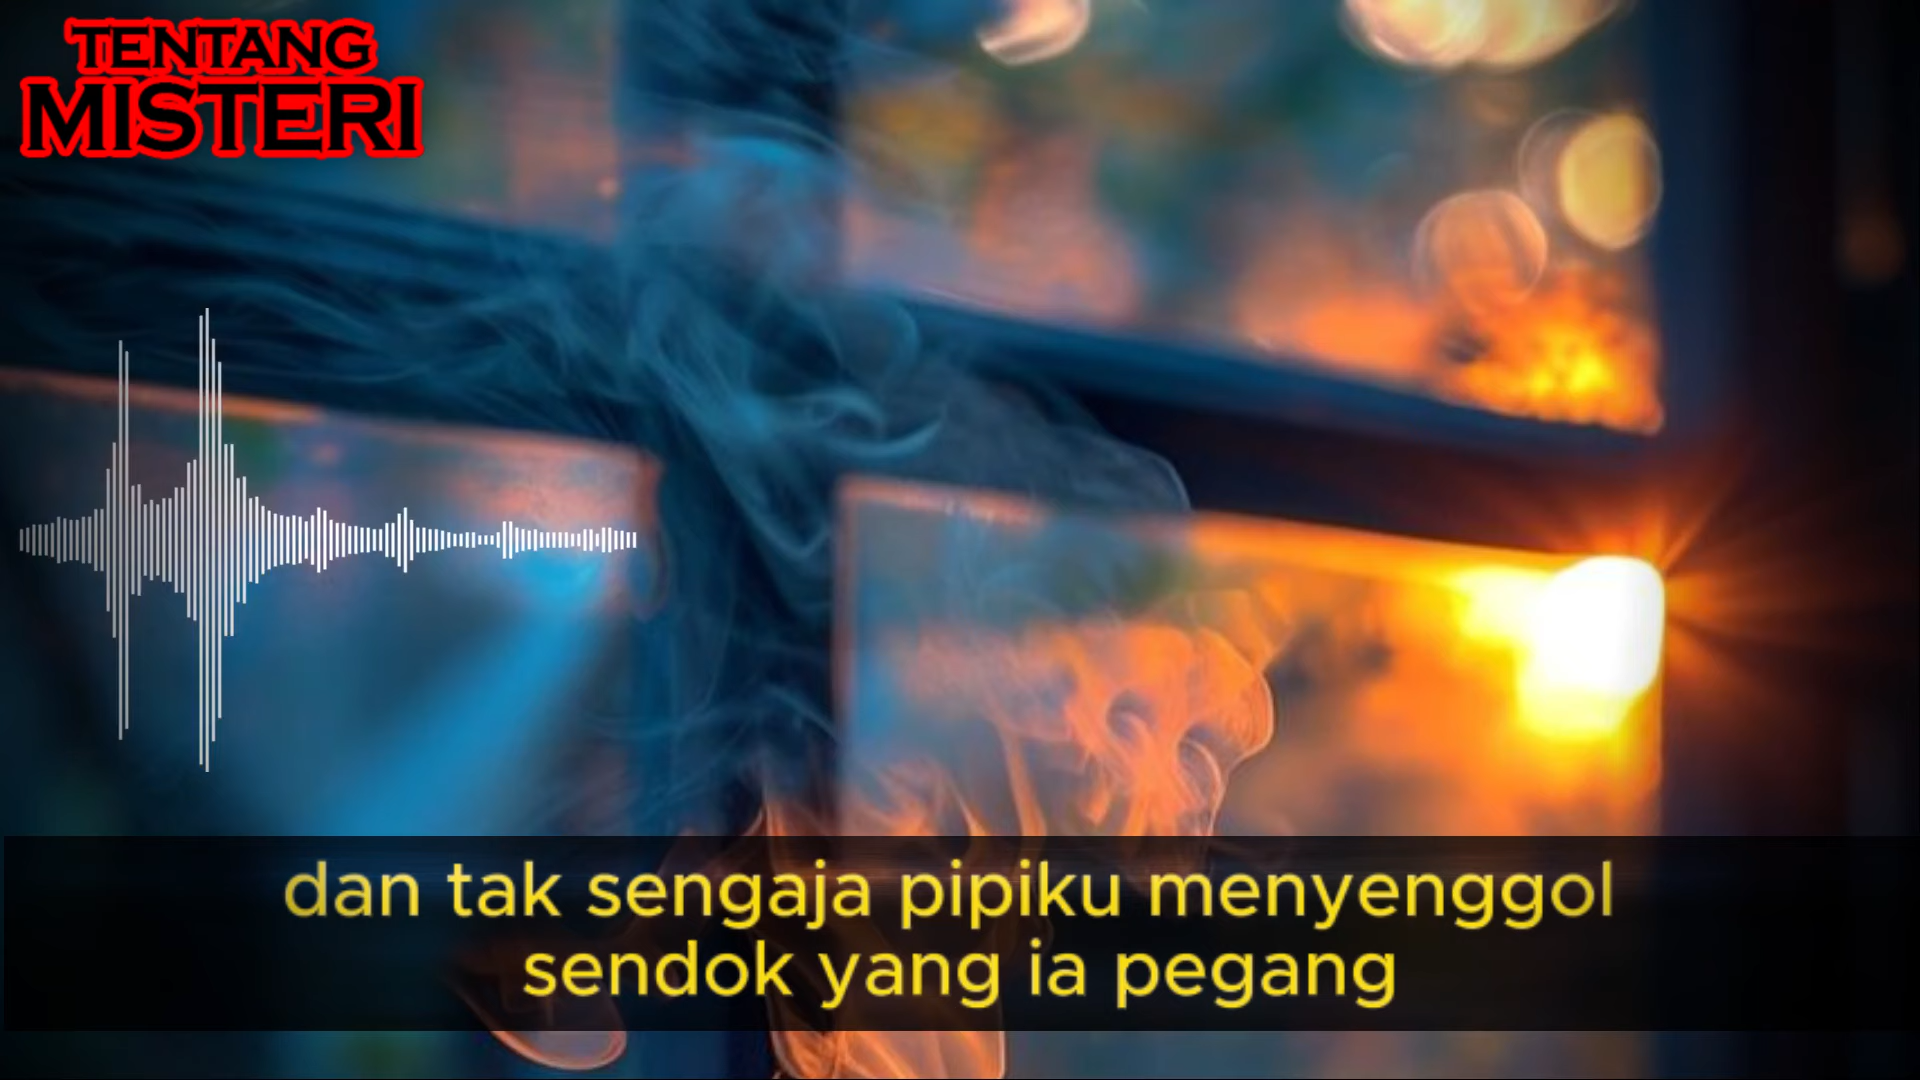 TENTANG
MISTERI
dan tak sengaja pipiku menyenggol
sendok yang ia pegang